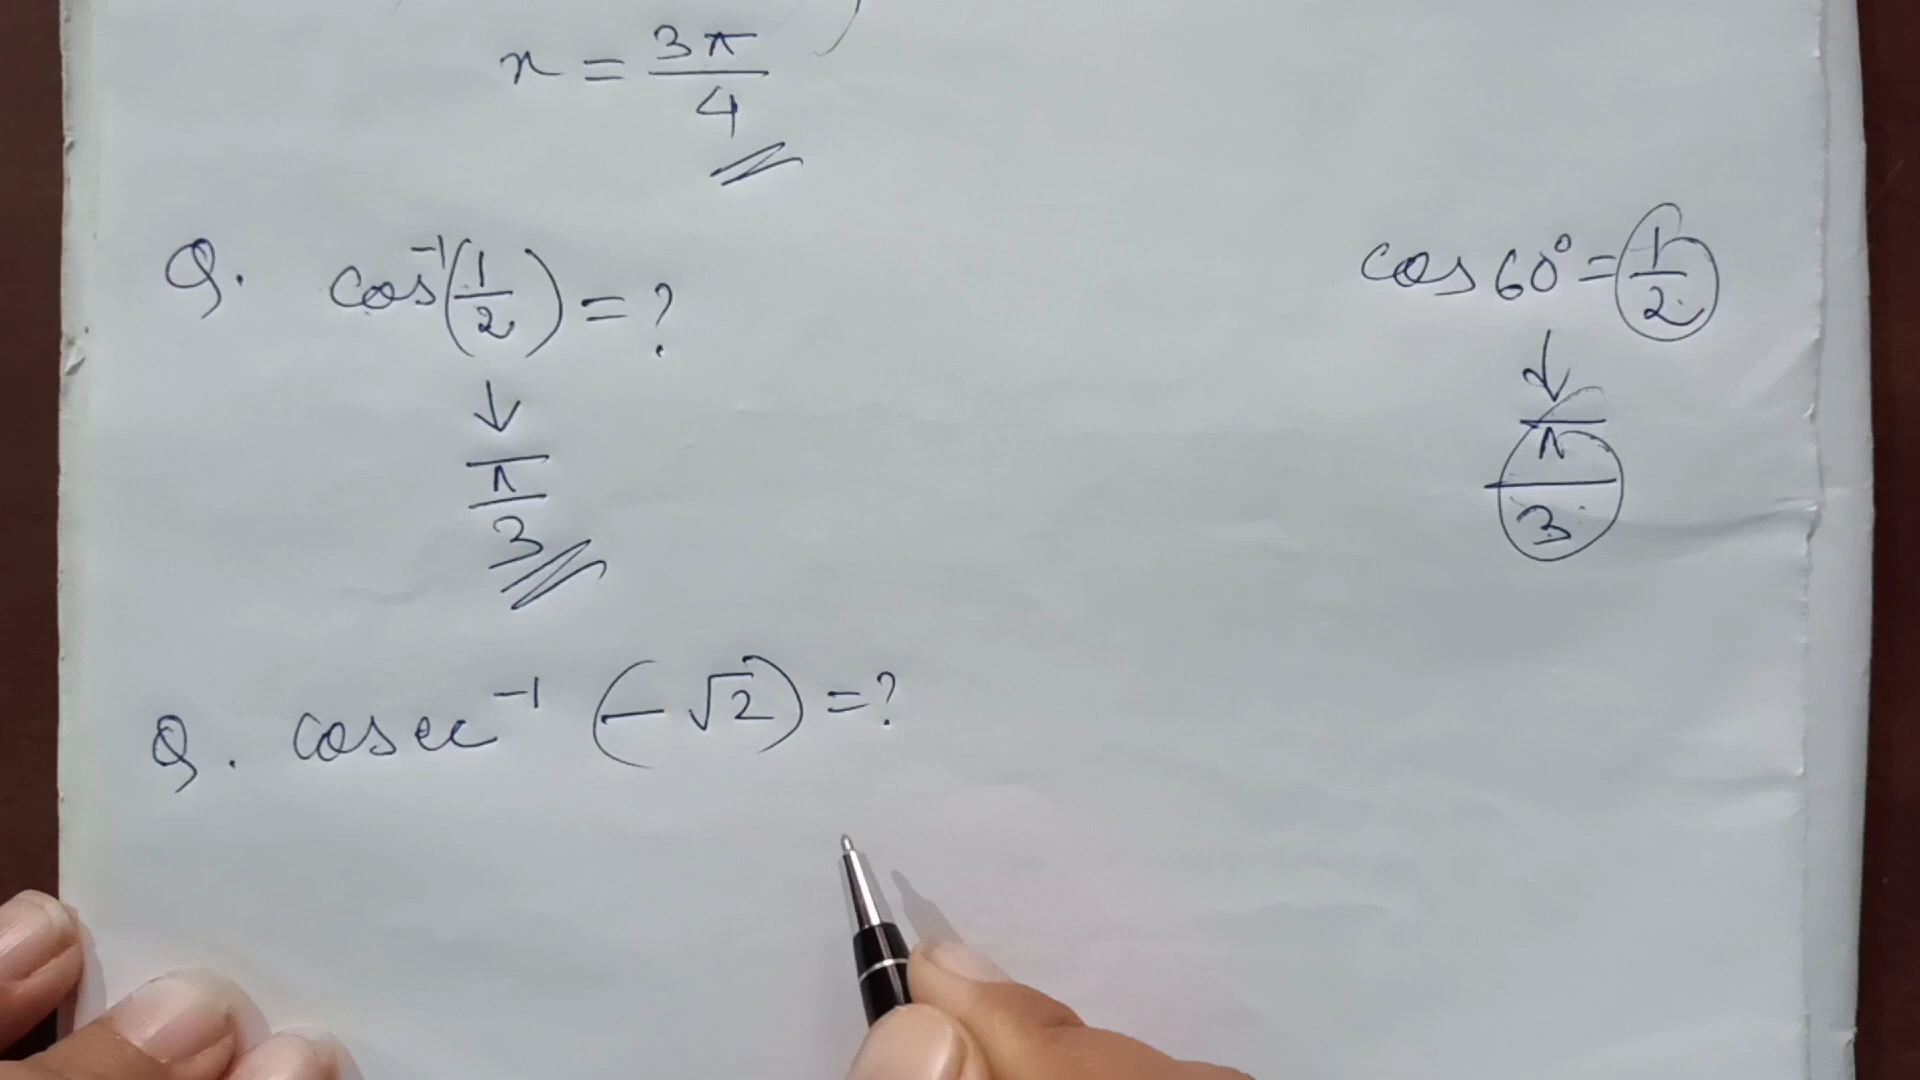 x = 3π/4
Q. cos⁻¹(1/2) = ?
↓
π/3
cos 60° = 1/2
↓
π/3
Q. cosec⁻¹ (-√2) = ?